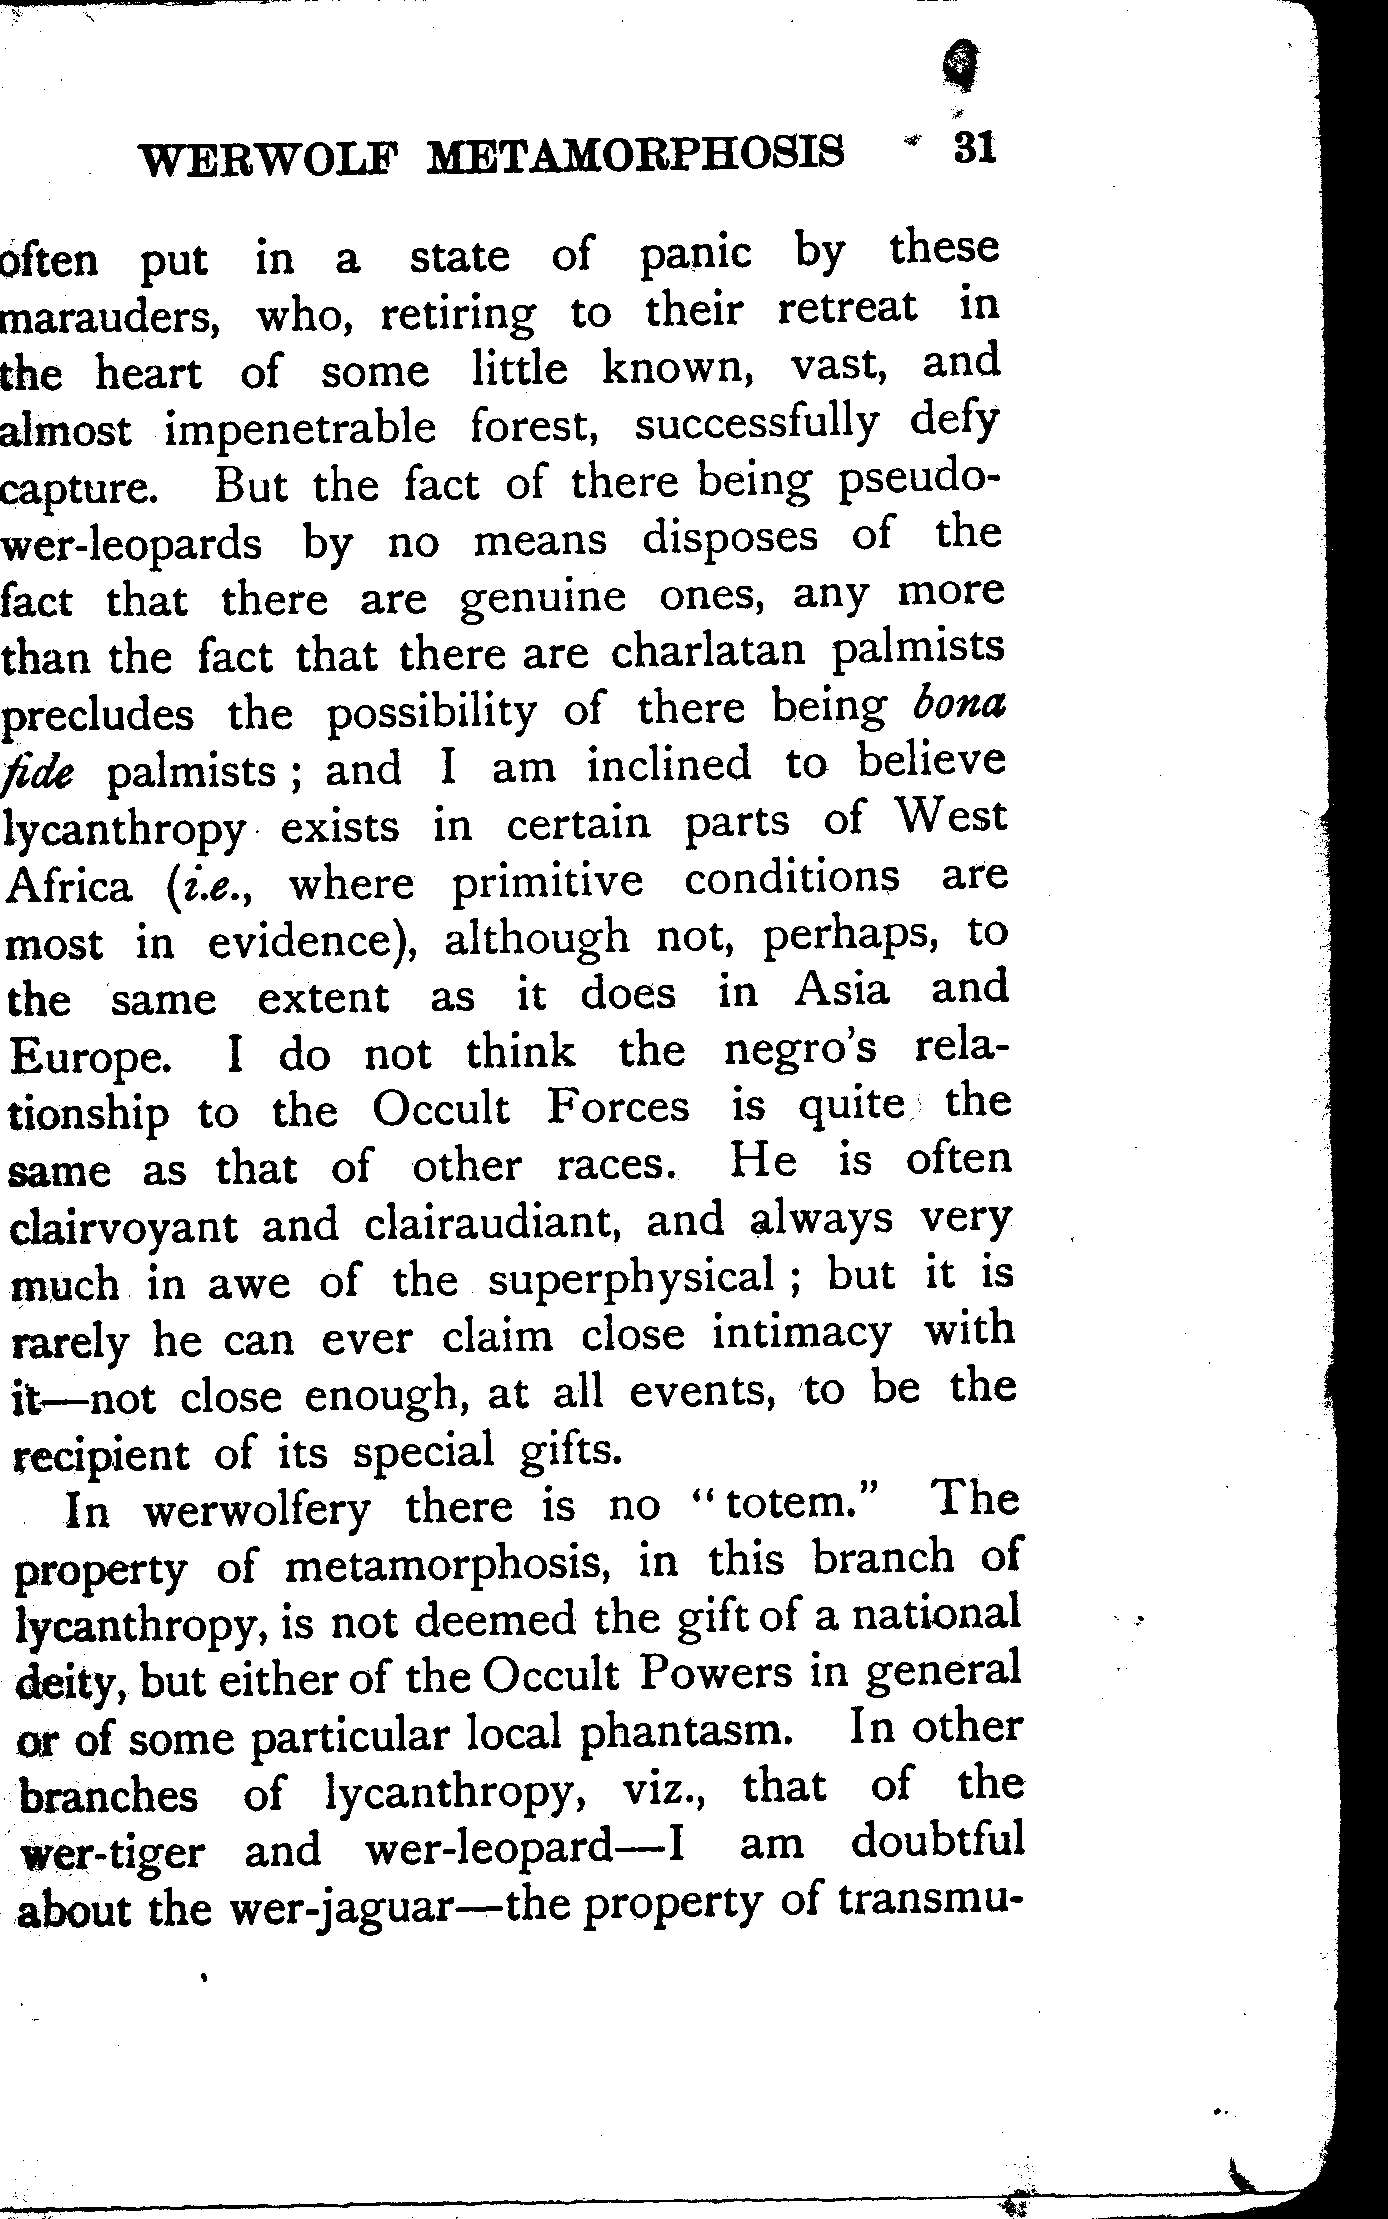 WERWOLF METAMORPHOSIS 31
often put in a state of panic by these
marauders, who, retiring to their retreat in
the heart of some little known, vast, and
almost impenetrable forest, successfully defy
capture. But the fact of there being pseudo-
wer-leopards by no means disposes of the
fact that there are genuine ones, any more
than the fact that there are charlatan palmists
precludes the possibility of there being bona
fide palmists ; and I am inclined to believe
lycanthropy exists in certain parts of West
Africa (i.e., where primitive conditions are
most in evidence), although not, perhaps, to
the same extent as it does in Asia and
Europe. I do not think the negro's rela-
tionship to the Occult Forces is quite the
same as that of other races. He is often
clairvoyant and clairaudiant, and always very
much in awe of the superphysical ; but it is
rarely he can ever claim close intimacy with
it—not close enough, at all events, to be the
recipient of its special gifts.
In werwolfery there is no "totem." The
property of metamorphosis, in this branch of
lycanthropy, is not deemed the gift of a national
deity, but either of the Occult Powers in general
or of some particular local phantasm. In other
branches of lycanthropy, viz., that of the
wer-tiger and wer-leopard—I am doubtful
about the wer-jaguar—the property of transmu-